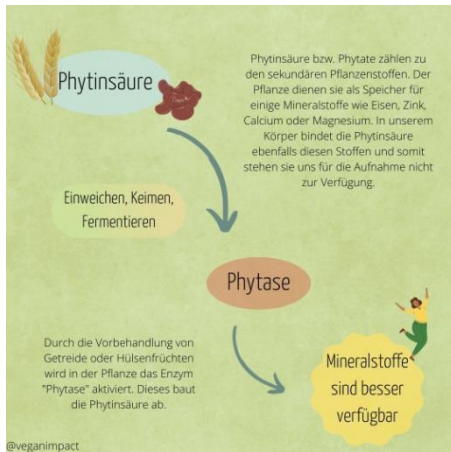 Phytinsäure
Phytinsäure bzw. Phytate zählen zu
den sekundären Pflanzenstoffen. Der
Pflanze dienen sie als Speicher für
einige Mineralstoffe wie Eisen, Zink,
Calcium oder Magnesium. In unserem
Körper bindet die Phytinsäure
ebenfalls diesen Stoffen und somit
stehen sie uns für die Aufnahme nicht
zur Verfügung.
Einweichen, Keimen,
Fermentieren
Phytase
Durch die Vorbehandlung von
Getreide oder Hülsenfrüchten
wird in der Pflanze das Enzym
"Phytase" aktiviert. Dieses baut
die Phytinsäure ab.
Mineralstoffe
sind besser
verfügbar
@veganimpact